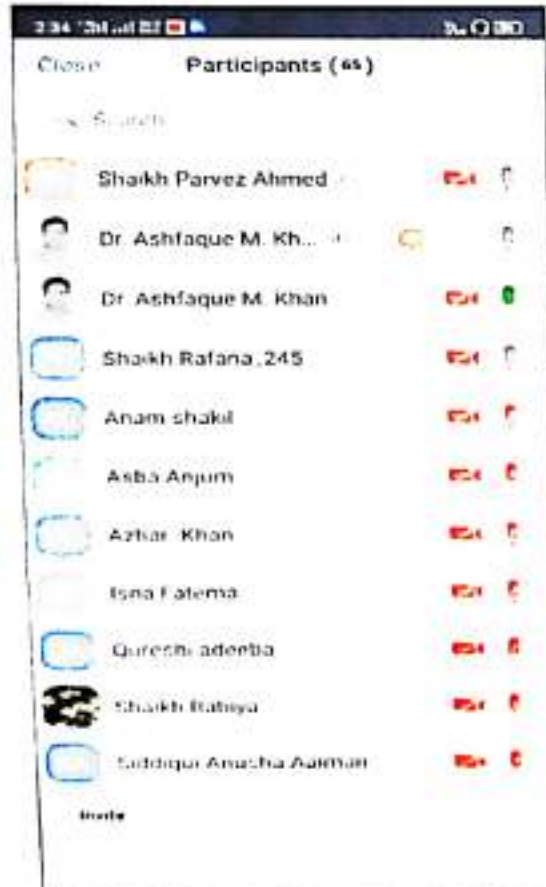 Close Participants (65)
Search
Shaikh Parvez Ahmed
Dr. Ashfaque M. Kh...
Dr. Ashfaque M. Khan
Shaikh Rafana .245
Anam shakil
Asba Anjum
Azhar Khan
Isna Fatema
Qureshi adeeba
Shaikh Rabiya
Siddiqui Anusha Aaiman
Invite